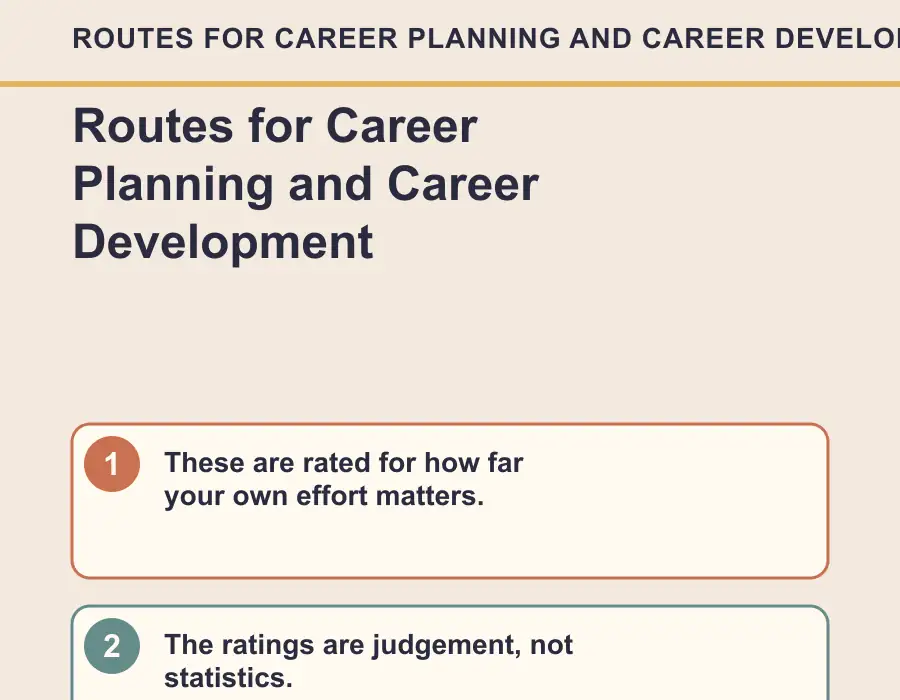 ROUTES FOR CAREER PLANNING AND CAREER
Routes for Career
Planning and Career
Development
1
These are rated for how far
your own effort matters.
2
The ratings are judgement, not
statistics.